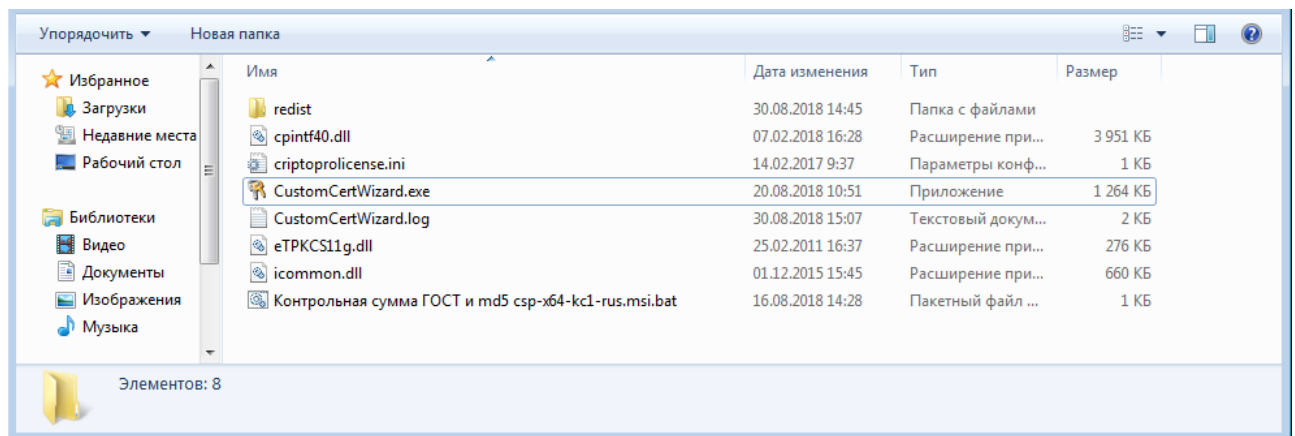 Упорядочить Новая папка
Имя Дата изменения Тип Размер
Избранное
Загрузки
Недавние места
Рабочий стол
Библиотеки
Видео
Документы
Изображения
Музыка
redist 30.08.2018 14:45 Папка с файлами
cpintf40.dll 07.02.2018 16:28 Расширение при... 3 951 КБ
criptoprolicense.ini 14.02.2017 9:37 Параметры конф... 1 КБ
CustomCertWizard.exe 20.08.2018 10:51 Приложение 1 264 КБ
CustomCertWizard.log 30.08.2018 15:07 Текстовый докум... 2 КБ
eTPKCS11g.dll 25.02.2011 16:37 Расширение при... 276 КБ
icommon.dll 01.12.2015 15:45 Расширение при... 660 КБ
Контрольная сумма ГОСТ и md5 csp-x64-kc1-rus.msi.bat 16.08.2018 14:28 Пакетный файл ... 1 КБ
Элементов: 8